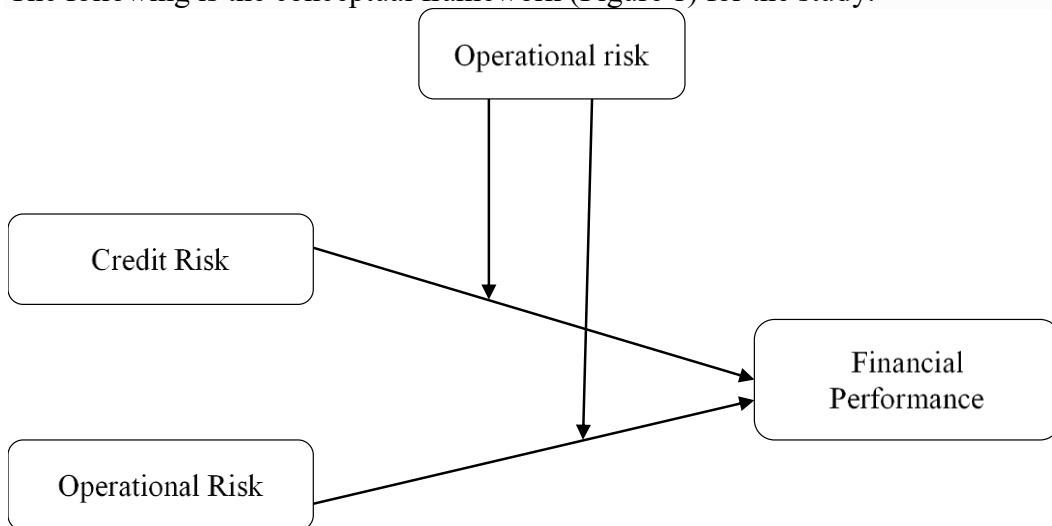 The following is the conceptual framework (Figure 1) for the study.
Operational risk
Credit Risk
Financial
Performance
Operational Risk